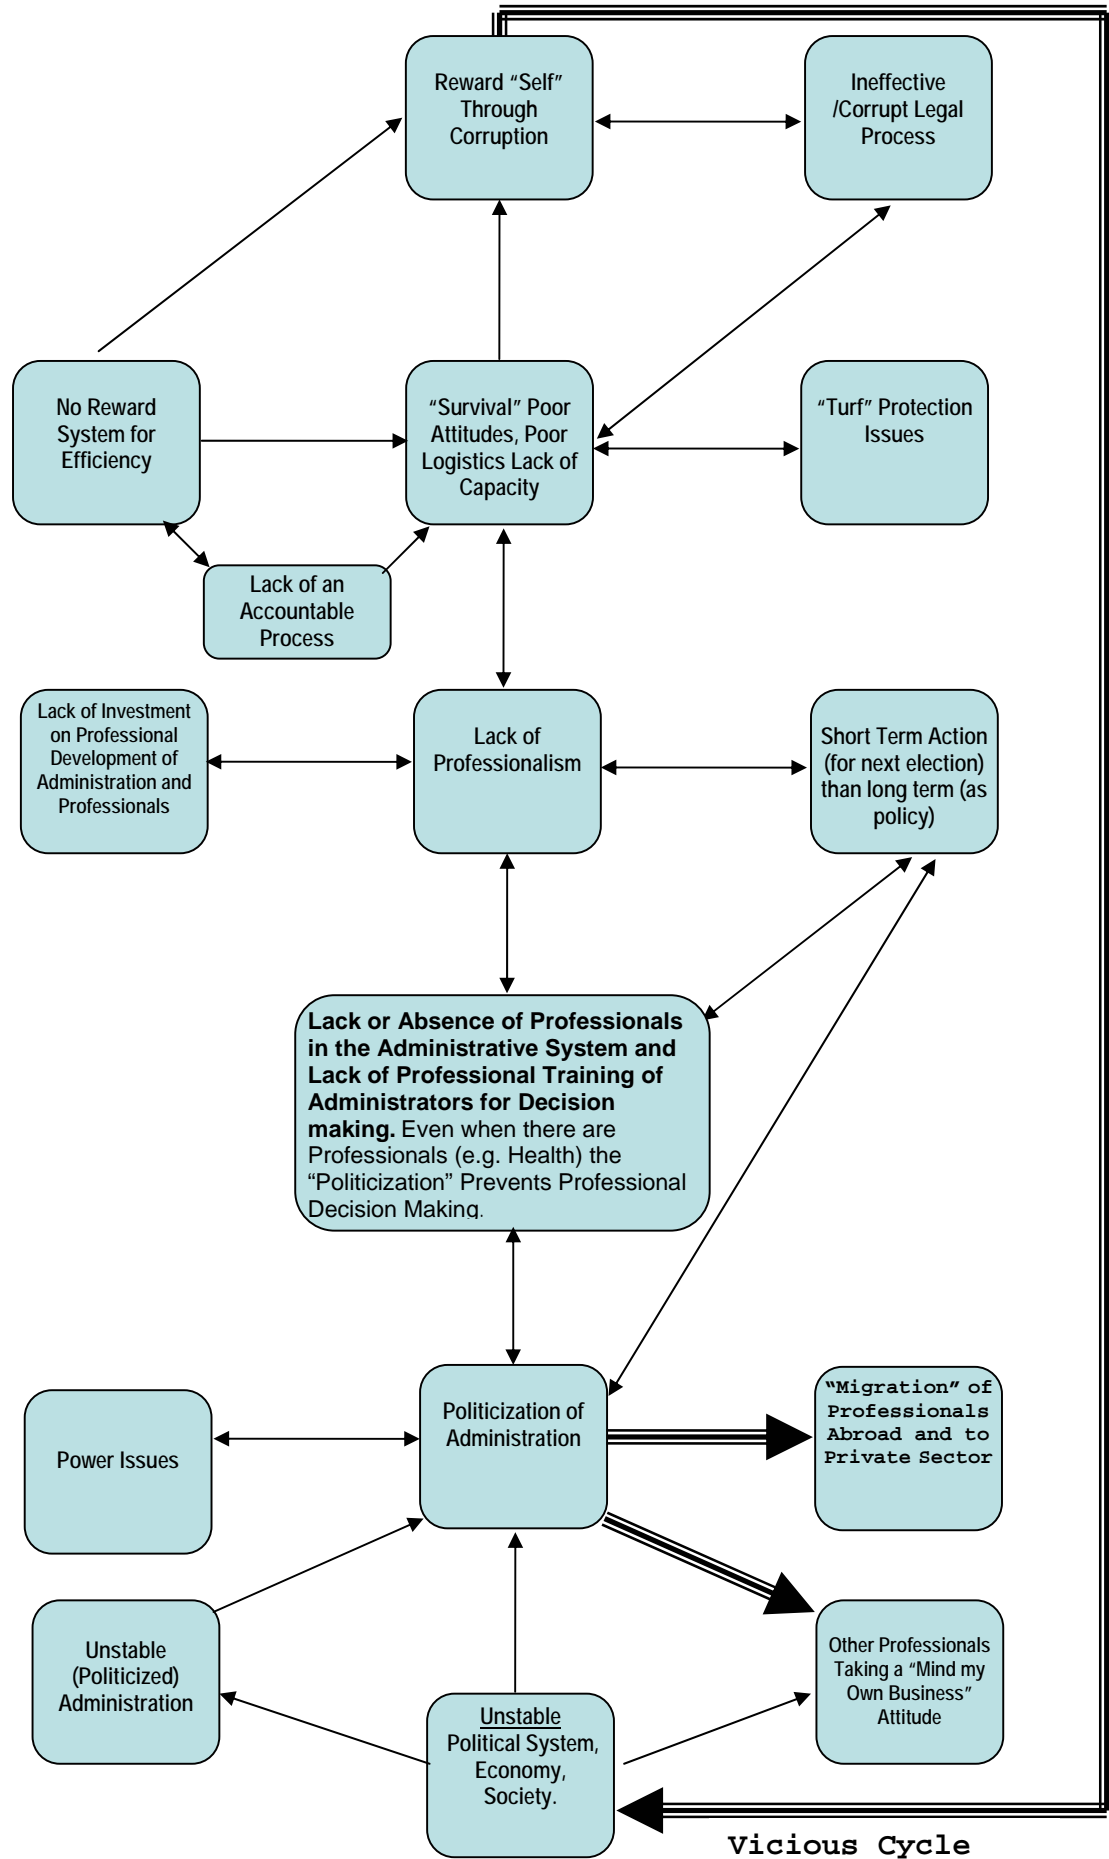 Reward “Self”
Through
Corruption
Ineffective
/Corrupt Legal
Process
No Reward
System for
Efficiency
“Survival” Poor
Attitudes, Poor
Logistics Lack of
Capacity
“Turf” Protection
Issues
Lack of an
Accountable
Process
Lack of Investment
on Professional
Development of
Administration and
Professionals
Lack of
Professionalism
Short Term Action
(for next election)
than long term (as
policy)
Lack or Absence of Professionals
in the Administrative System and
Lack of Professional Training of
Administrators for Decision
making. Even when there are
Professionals (e.g. Health) the
“Politicization” Prevents Professional
Decision Making.
Power Issues
Politicization of
Administration
“Migration” of
Professionals
Abroad and to
Private Sector
Unstable
(Politicized)
Administration
Unstable
Political System,
Economy,
Society.
Other Professionals
Taking a “Mind my
Own Business”
Attitude
Vicious Cycle